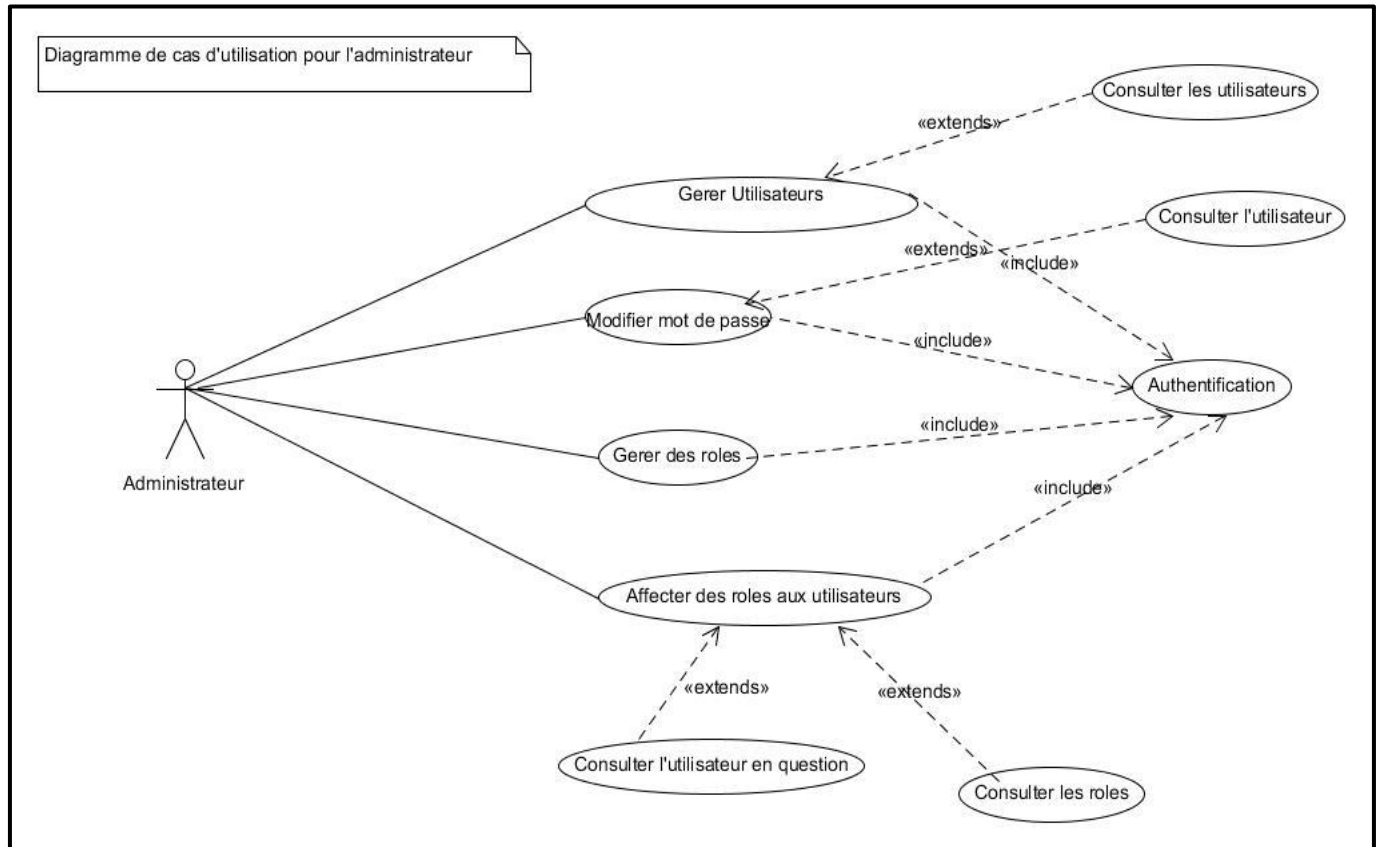 Diagramme de cas d'utilisation pour l'administrateur
Consulter les utilisateurs
«extends»
Gerer Utilisateurs
Consulter l'utilisateur
«extends»
«include»
Modifier mot de passe
«include»
Authentification
«include»
Gerer des roles
Administrateur
«include»
Affecter des roles aux utilisateurs
«extends»
«extends»
Consulter l'utilisateur en question
Consulter les roles